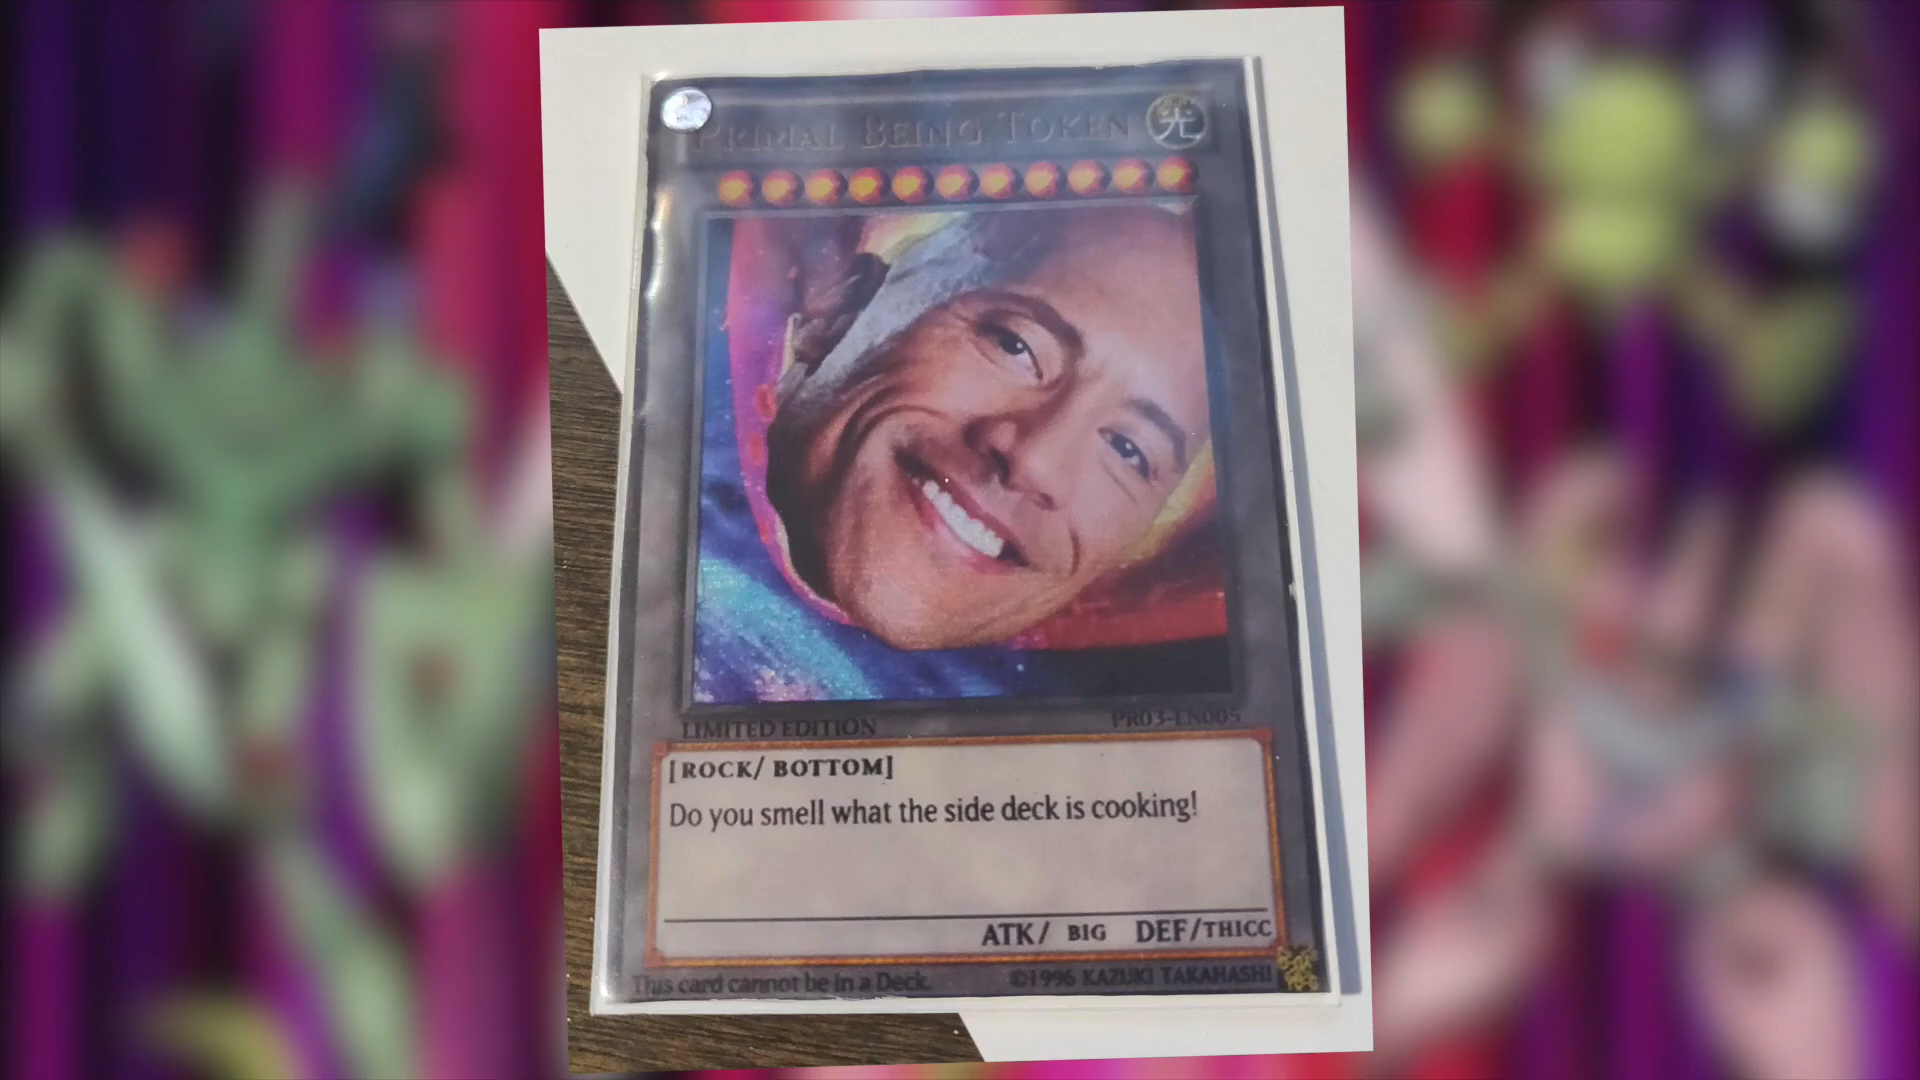 PRIMAL BEING TOKEN
光
LIMITED EDITION
PR03-EN005
[ROCK/ BOTTOM]
Do you smell what the side deck is cooking!
ATK/ BIG DEF/THICC
This card cannot be in a Deck.
©1996 KAZUKI TAKAHASHI